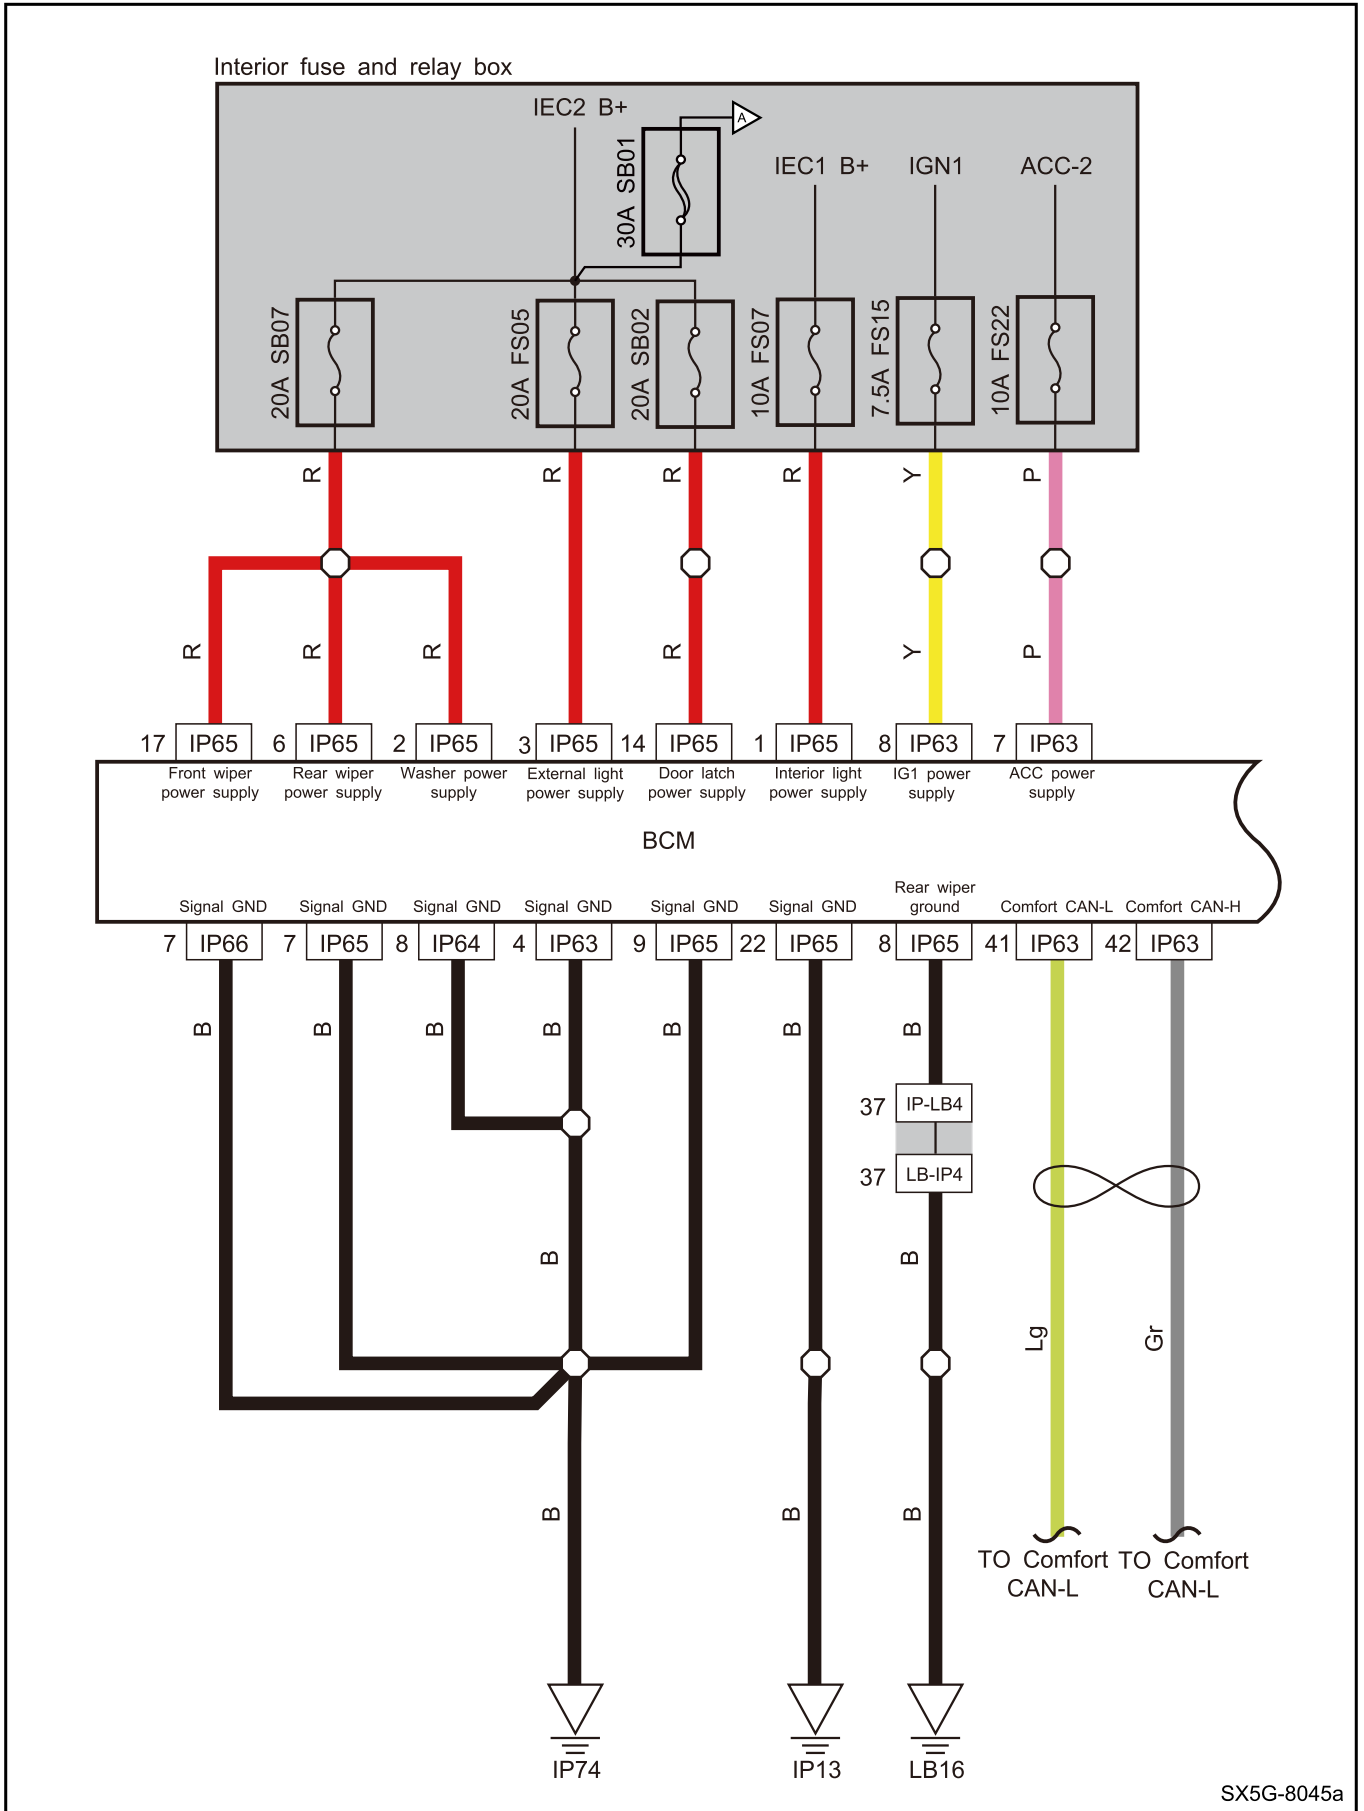 Interior fuse and relay box
IEC2 B+
A
30A SB01
IEC1 B+
IGN1
ACC-2
20A SB07
20A FS05
20A SB02
10A FS07
7.5A FS15
10A FS22
R
R
R
R
Y
P
R
R
R
R
Y
P
17 IP65
6 IP65
2 IP65
3 IP65
14 IP65
1 IP65
8 IP63
7 IP63
Front wiper
power supply
Rear wiper
power supply
Washer power
supply
External light
power supply
Door latch
power supply
Interior light
power supply
IG1 power
supply
ACC power
supply
BCM
Signal GND
Signal GND
Signal GND
Signal GND
Signal GND
Signal GND
Rear wiper
ground
Comfort CAN-L
Comfort CAN-H
7 IP66
7 IP65
8 IP64
4 IP63
9 IP65
22 IP65
8 IP65
41 IP63
42 IP63
B
B
B
B
B
B
B
37 IP-LB4
37 LB-IP4
B
B
Lg
Gr
B
B
B
TO Comfort
CAN-L
TO Comfort
CAN-L
IP74
IP13
LB16
SX5G-8045a